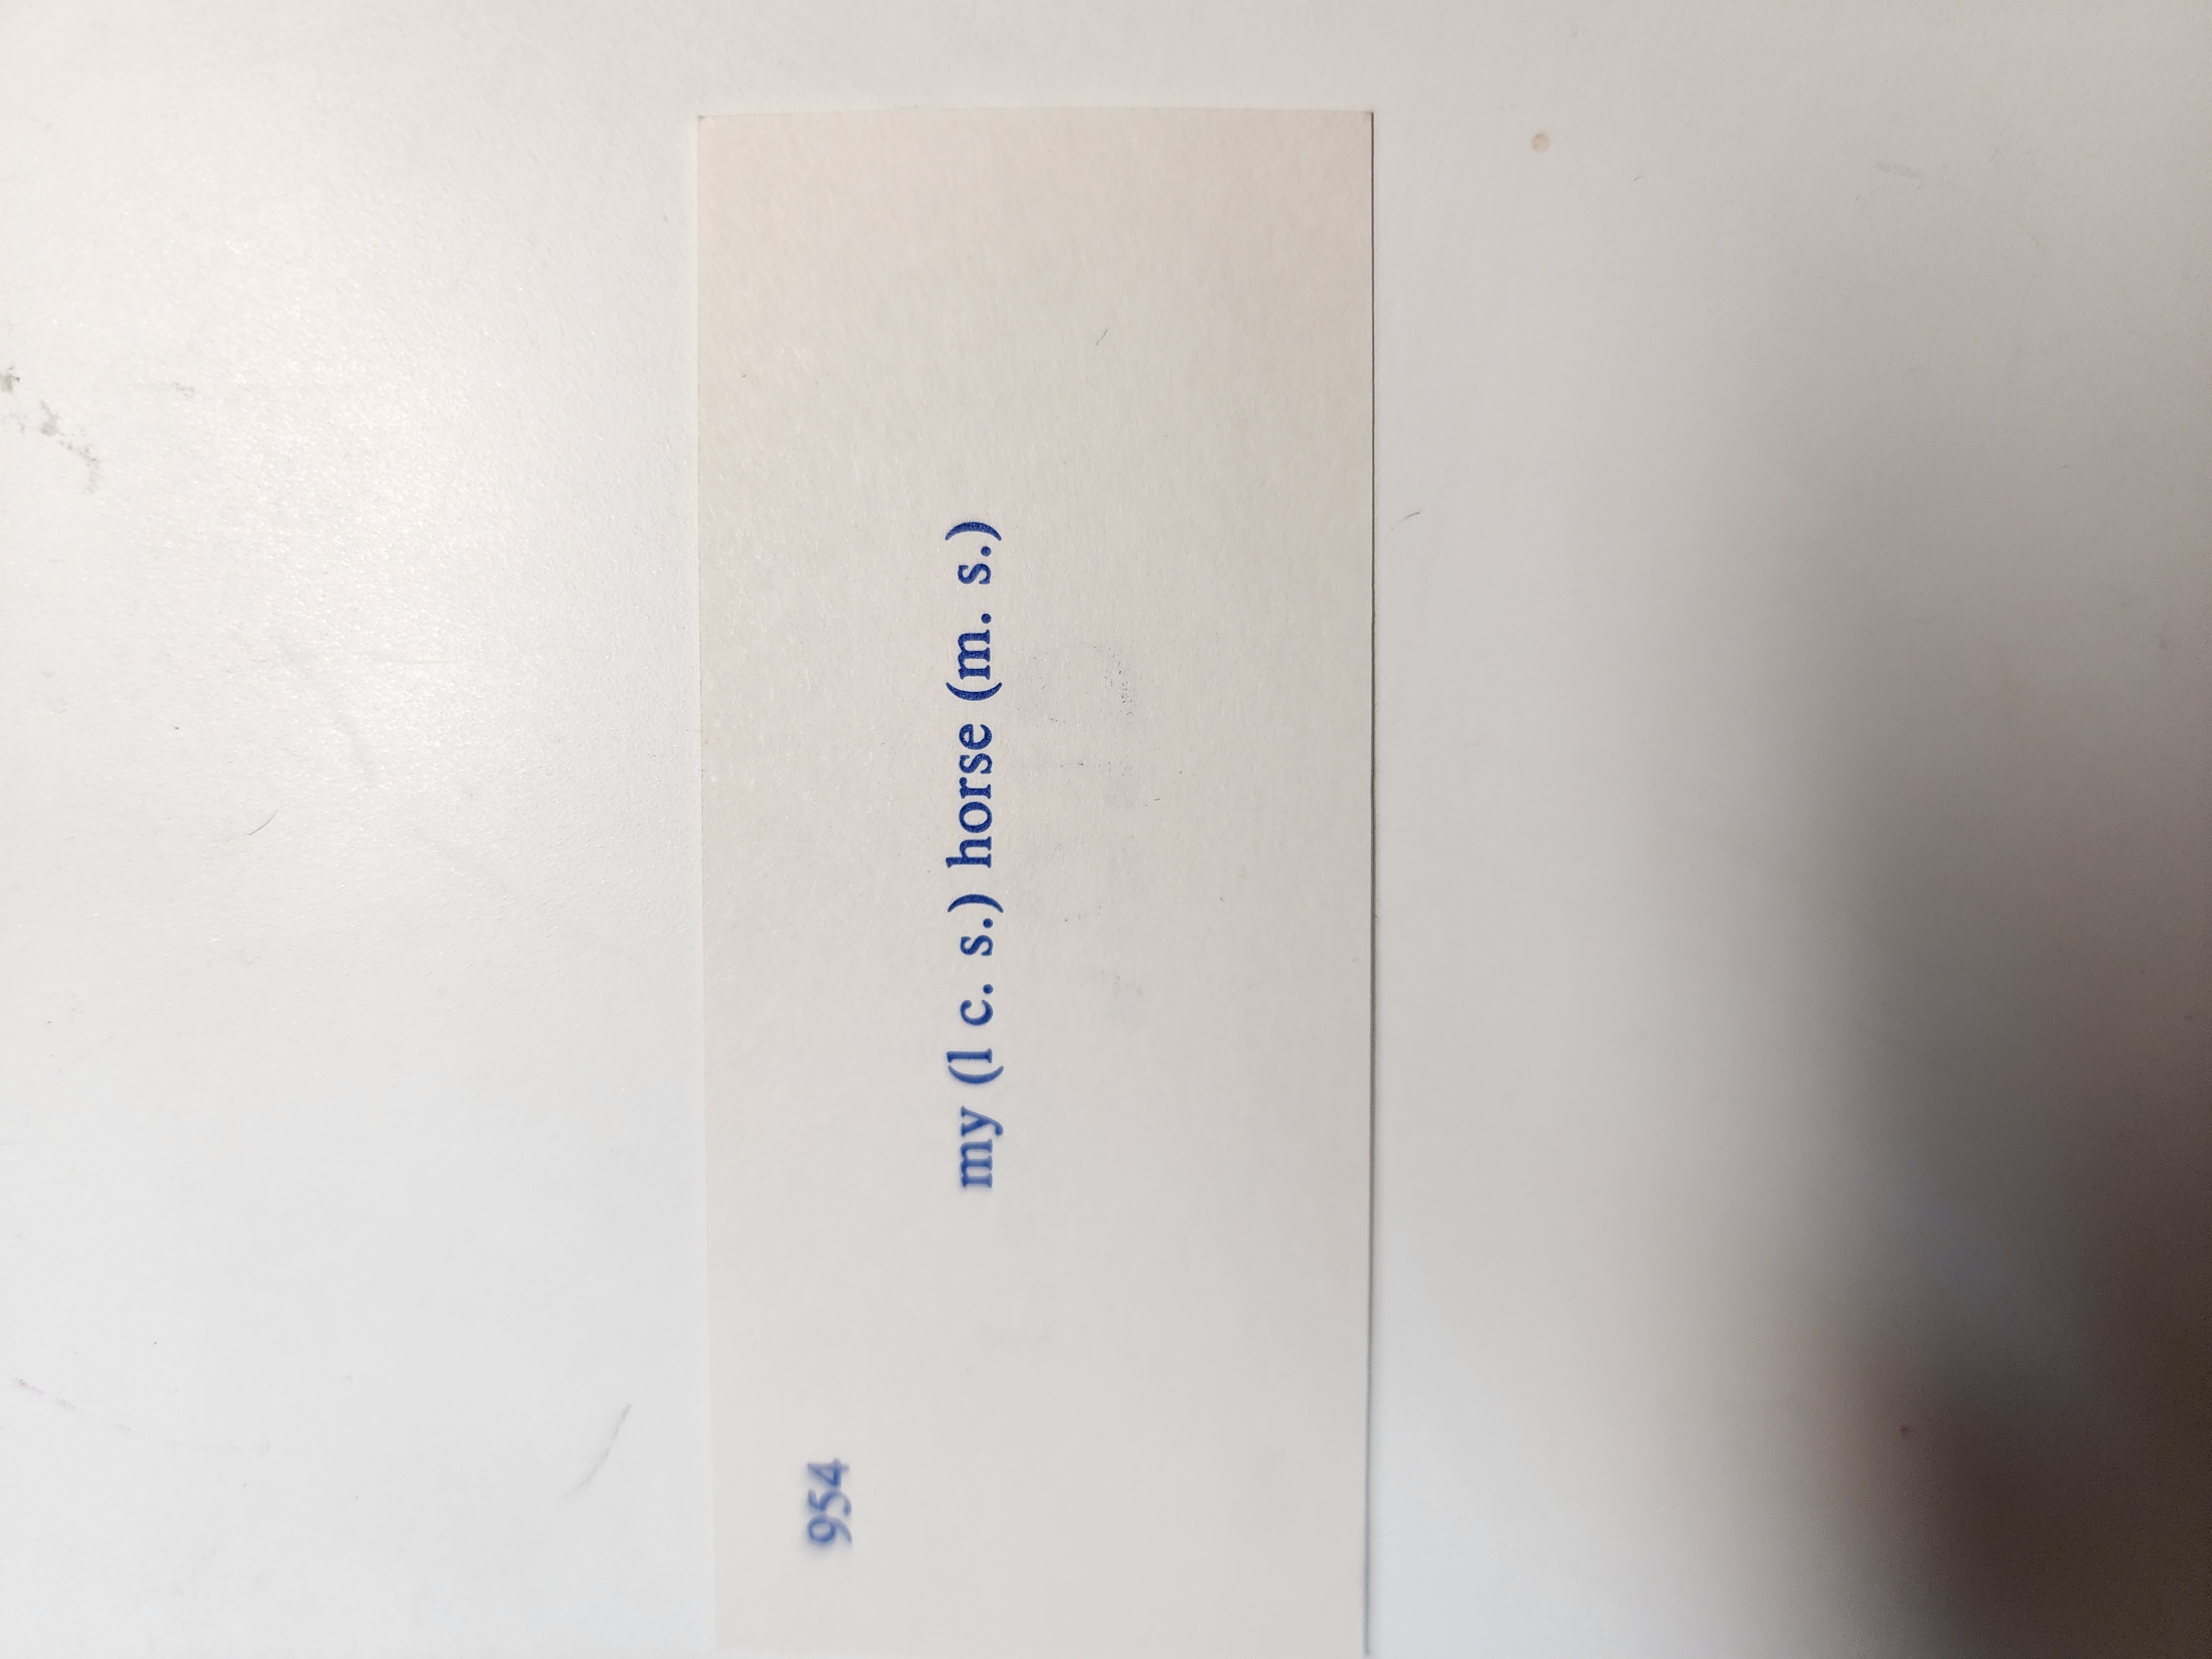 954
my (1 c. s.) horse (m. s.)